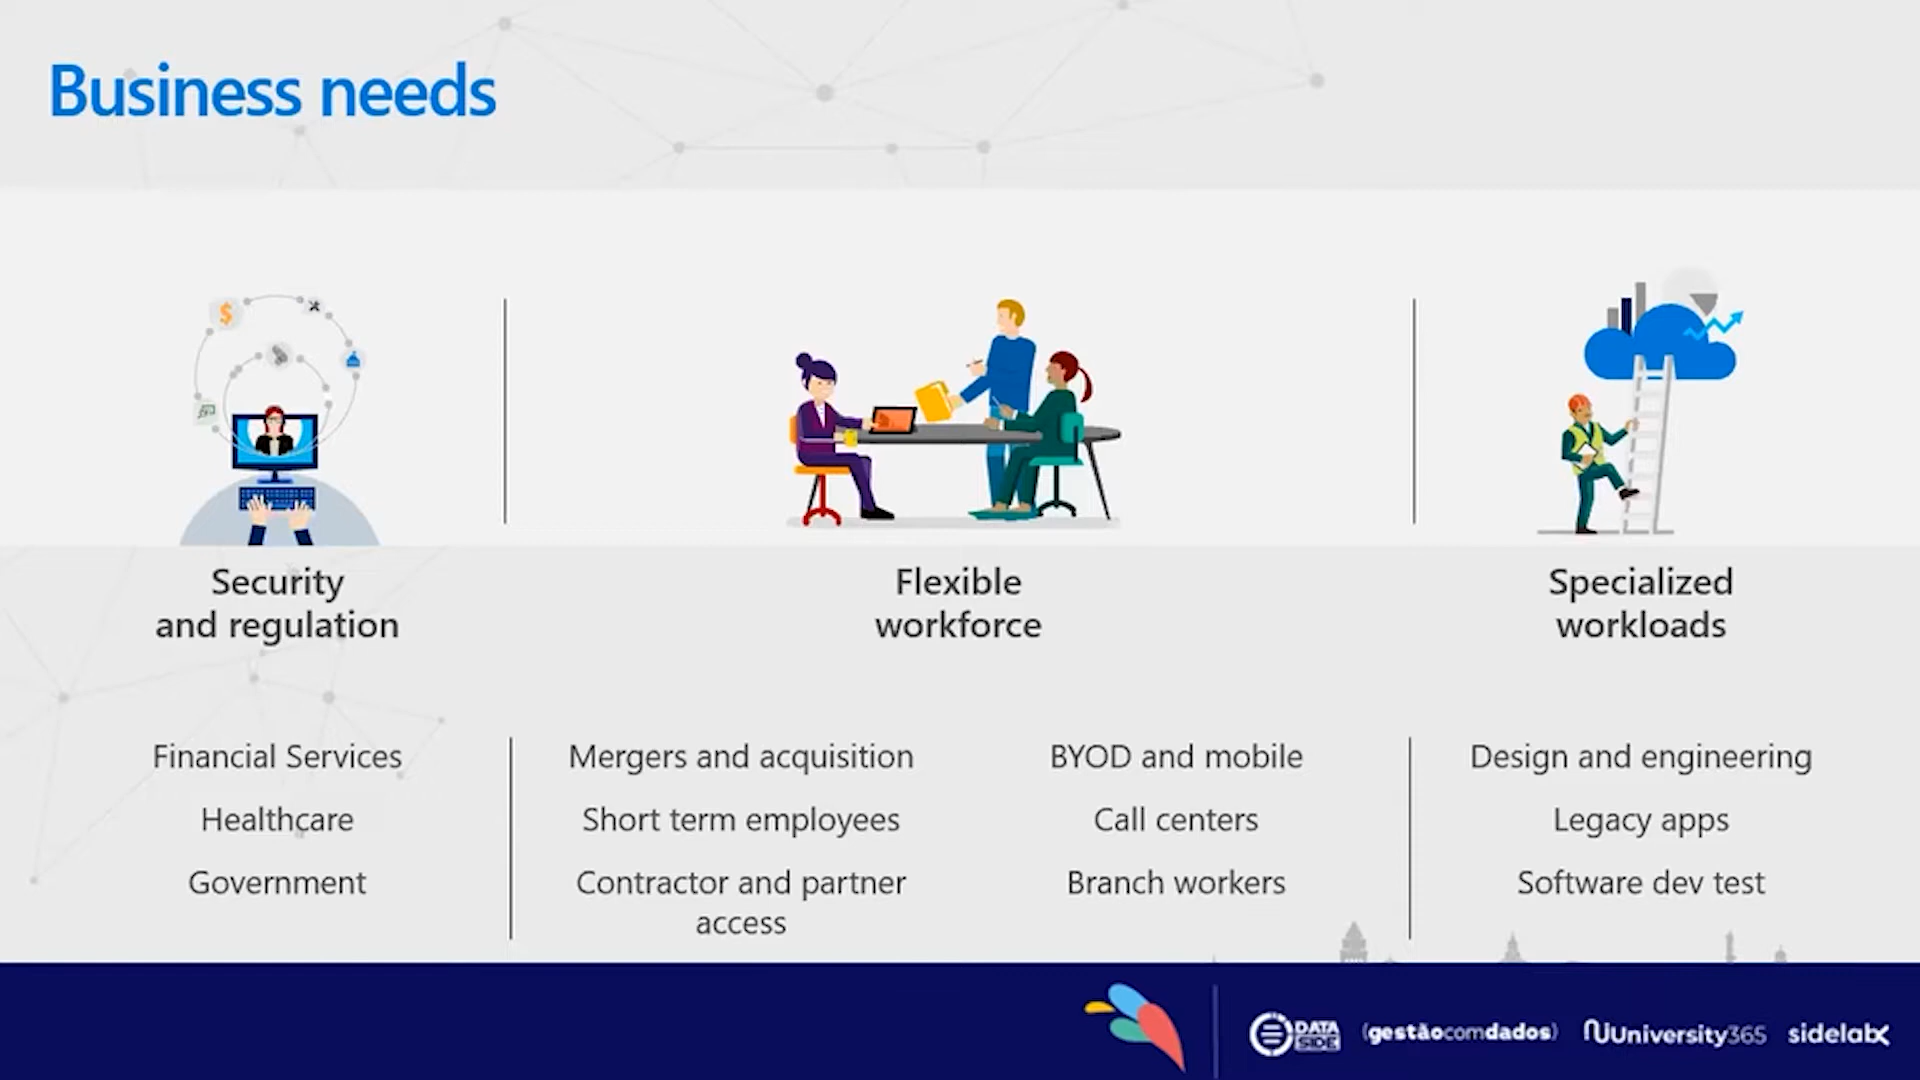 Business needs
$
Security
and regulation
Flexible
workforce
Specialized
workloads
Financial Services
Healthcare
Government
Mergers and acquisition
Short term employees
Contractor and partner
access
BYOD and mobile
Call centers
Branch workers
Design and engineering
Legacy apps
Software dev test
DATA
SIDE
(gestãocomdados)
University365
sidelabx